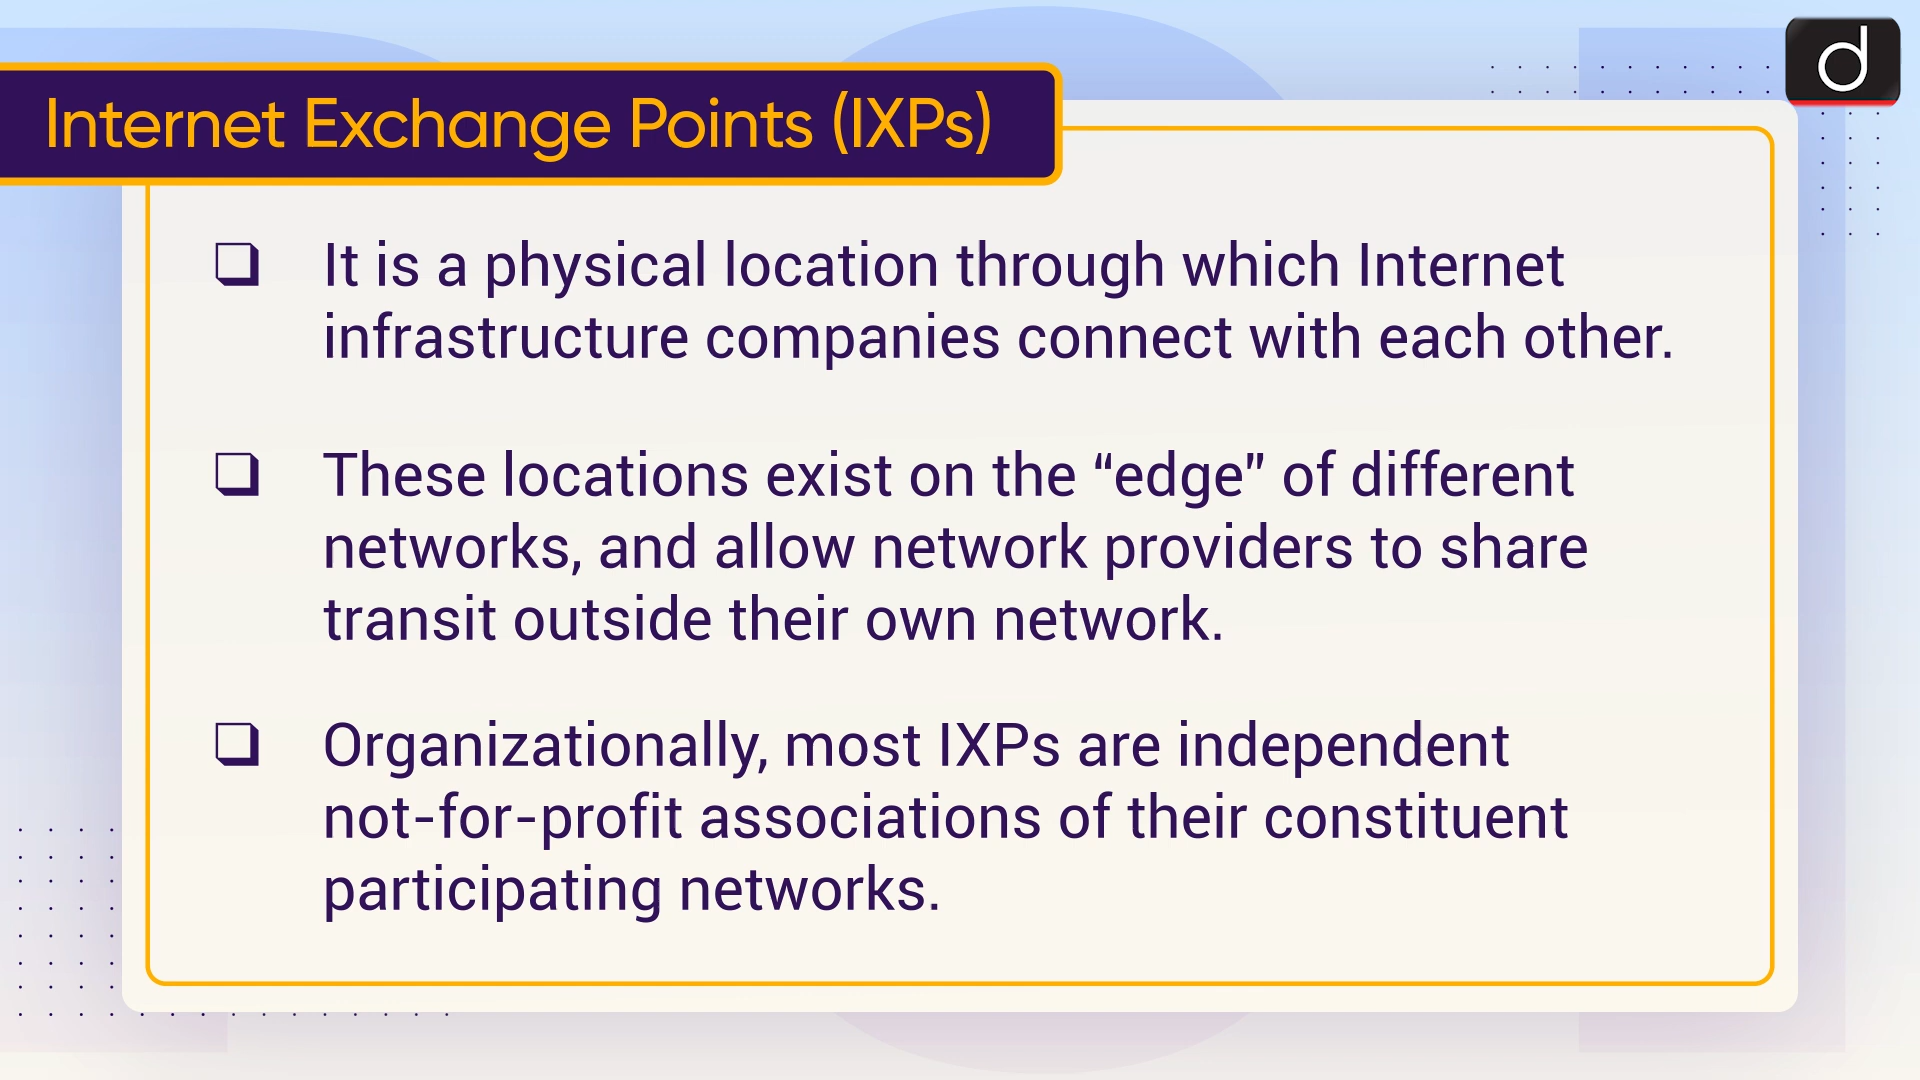 Internet Exchange Points (IXPs)
d
❑ It is a physical location through which Internet
infrastructure companies connect with each other.
❑ These locations exist on the “edge” of different
networks, and allow network providers to share
transit outside their own network.
❑ Organizationally, most IXPs are independent
not-for-profit associations of their constituent
participating networks.